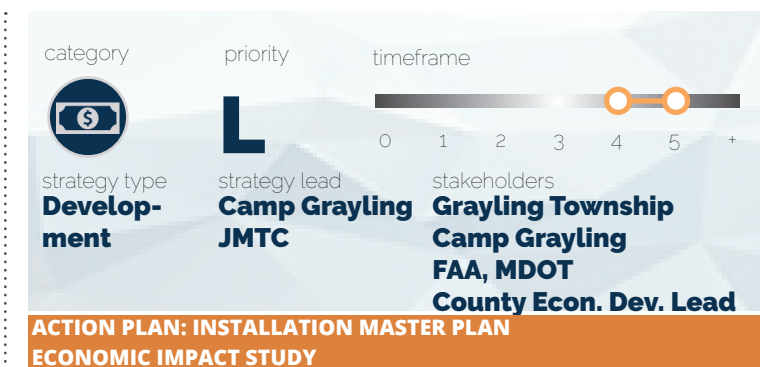 category
priority
timeframe
$
L
0 1 2 3 4 5 +
strategy type
Develop-
ment
strategy lead
Camp Grayling
JMTC
stakeholders
Grayling Township
Camp Grayling
FAA, MDOT
County Econ. Dev. Lead
ACTION PLAN: INSTALLATION MASTER PLAN
ECONOMIC IMPACT STUDY